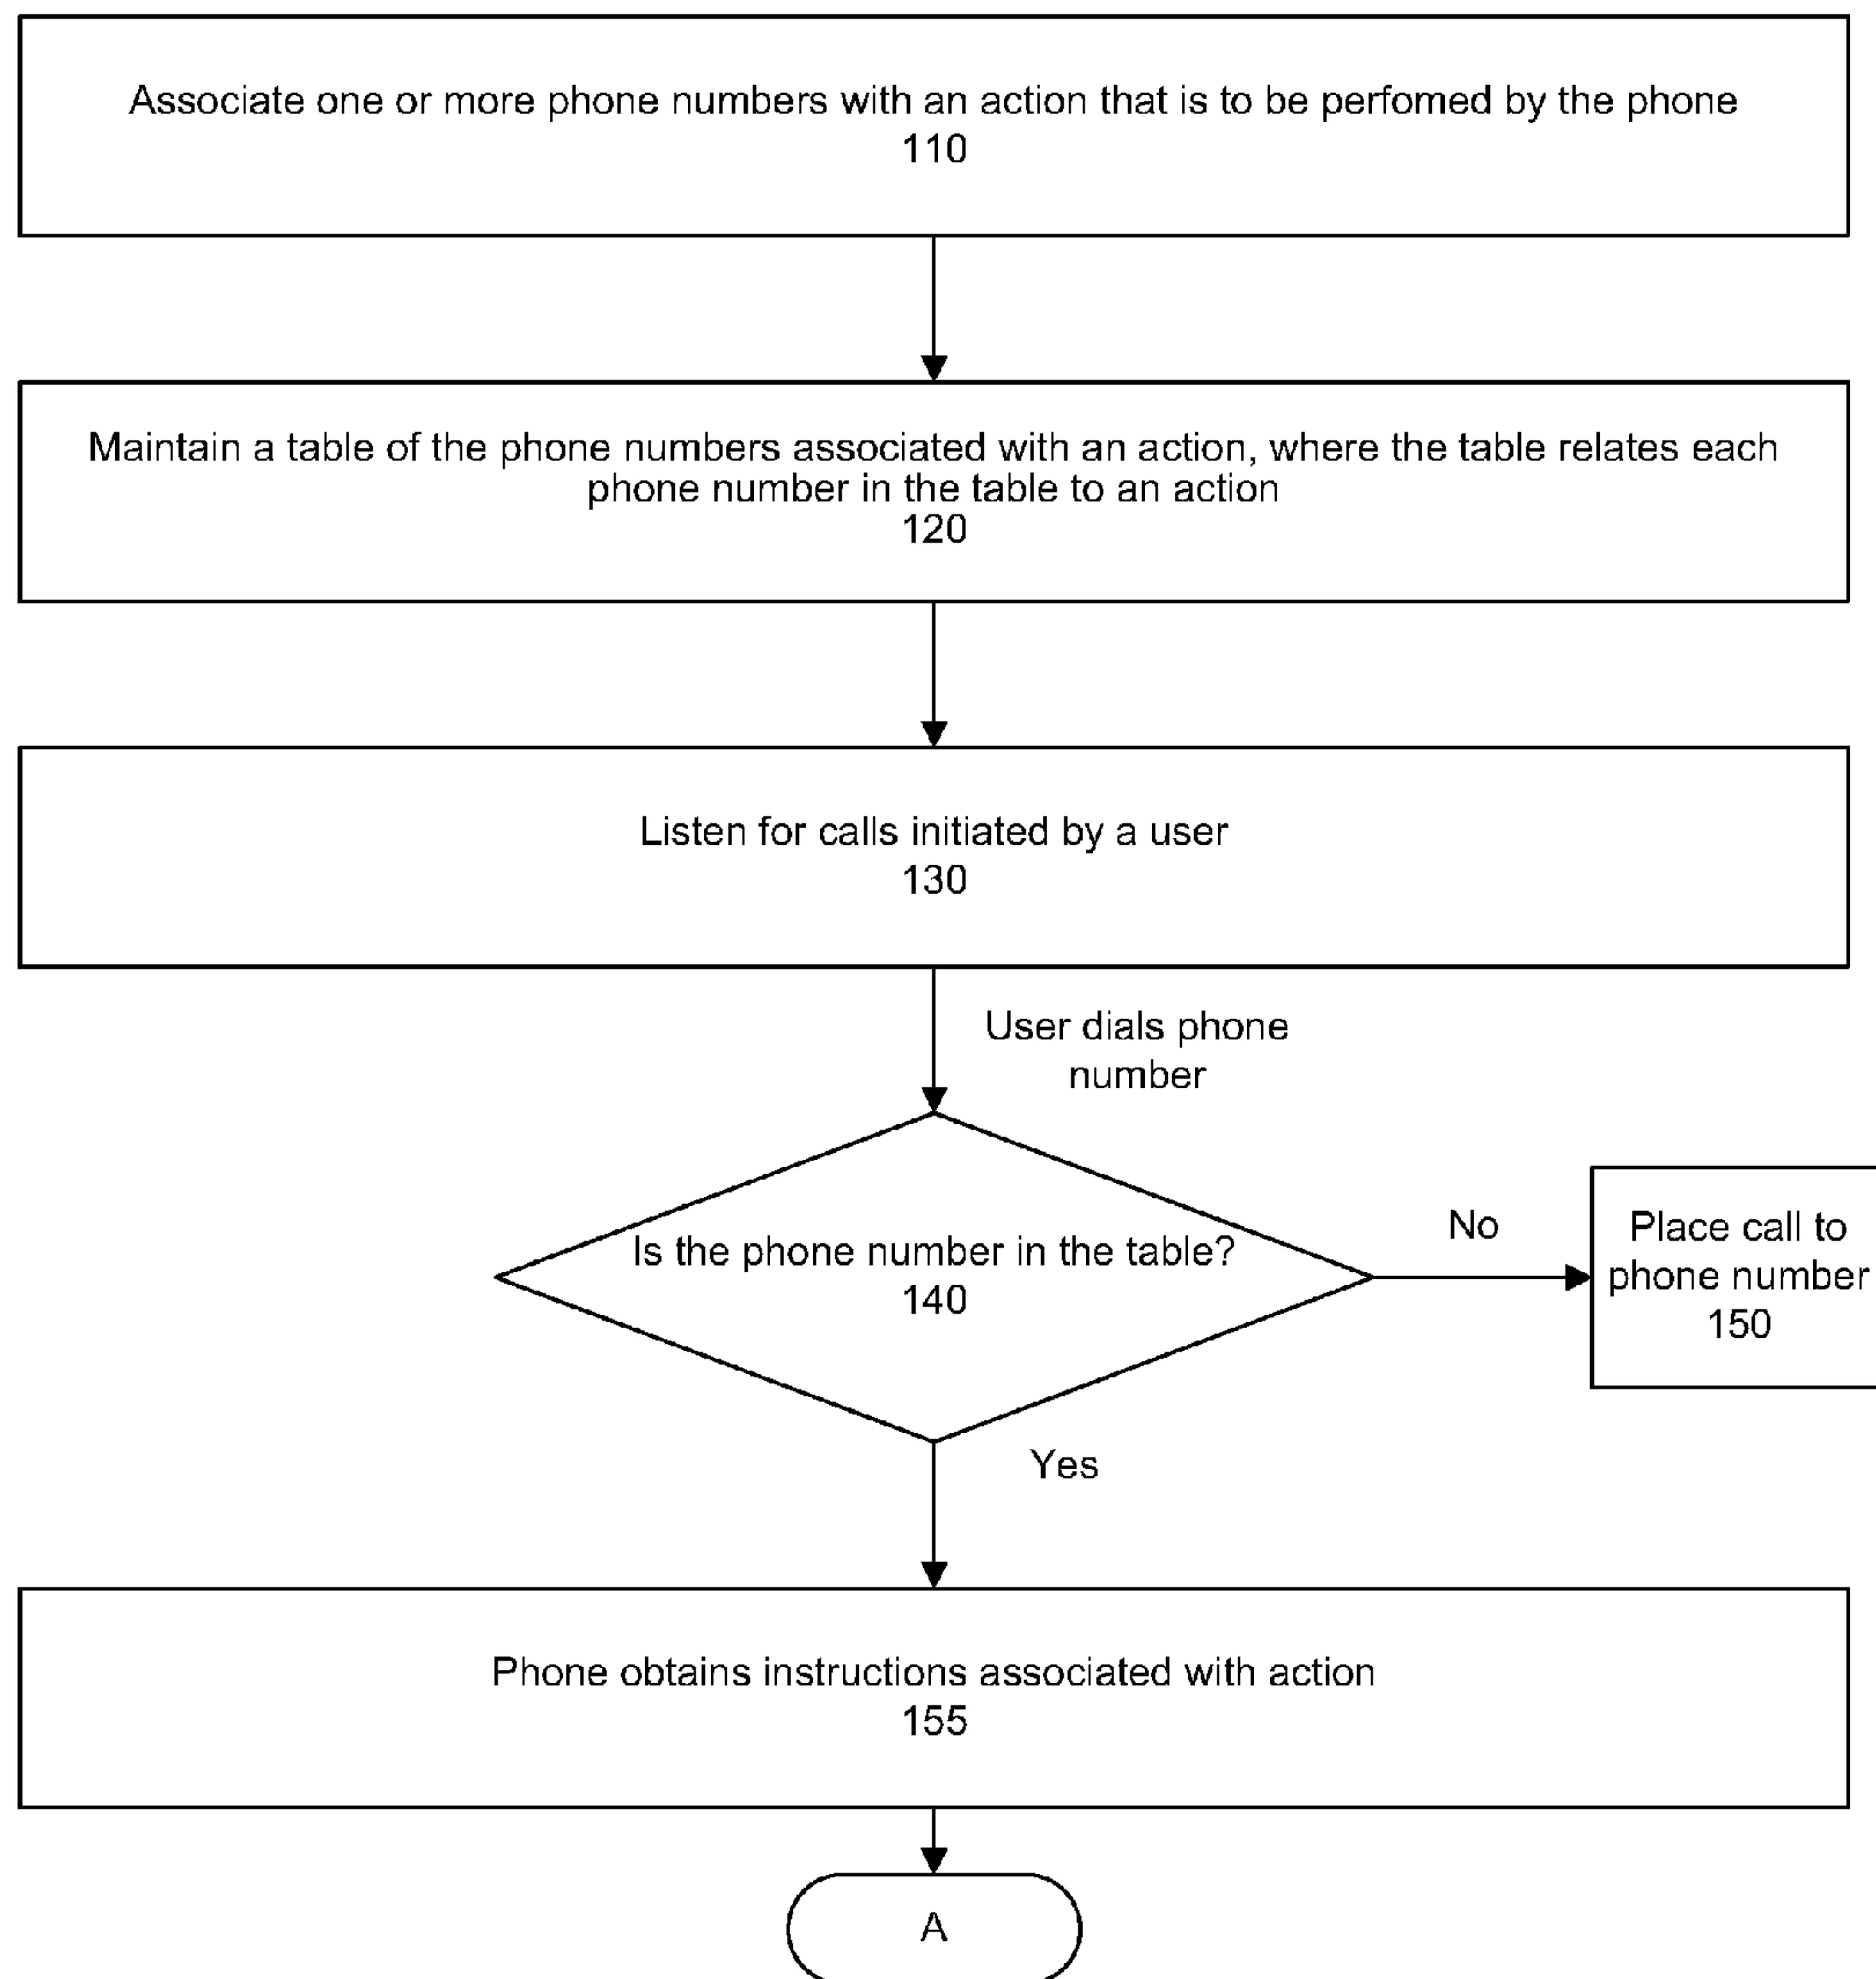 Associate one or more phone numbers with an action that is to be perfomed by the phone
110
Maintain a table of the phone numbers associated with an action, where the table relates each
phone number in the table to an action
120
Listen for calls initiated by a user
130
User dials phone
number
Is the phone number in the table?
140
No
Place call to
phone number
150
Yes
Phone obtains instructions associated with action
155
A